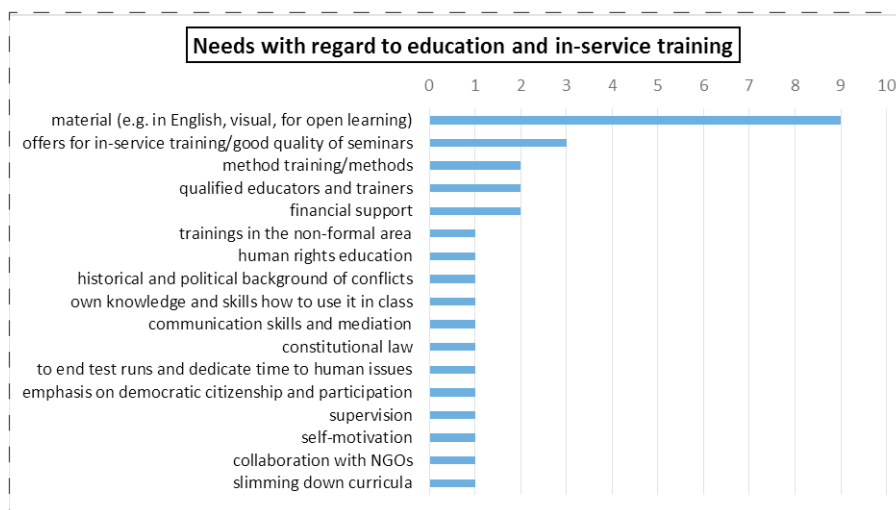 Needs with regard to education and in-service training
0 1 2 3 4 5 6 7 8 9 10
material (e.g. in English, visual, for open learning)
offers for in-service training/good quality of seminars
method training/methods
qualified educators and trainers
financial support
trainings in the non-formal area
human rights education
historical and political background of conflicts
own knowledge and skills how to use it in class
communication skills and mediation
constitutional law
to end test runs and dedicate time to human issues
emphasis on democratic citizenship and participation
supervision
self-motivation
collaboration with NGOs
slimming down curricula